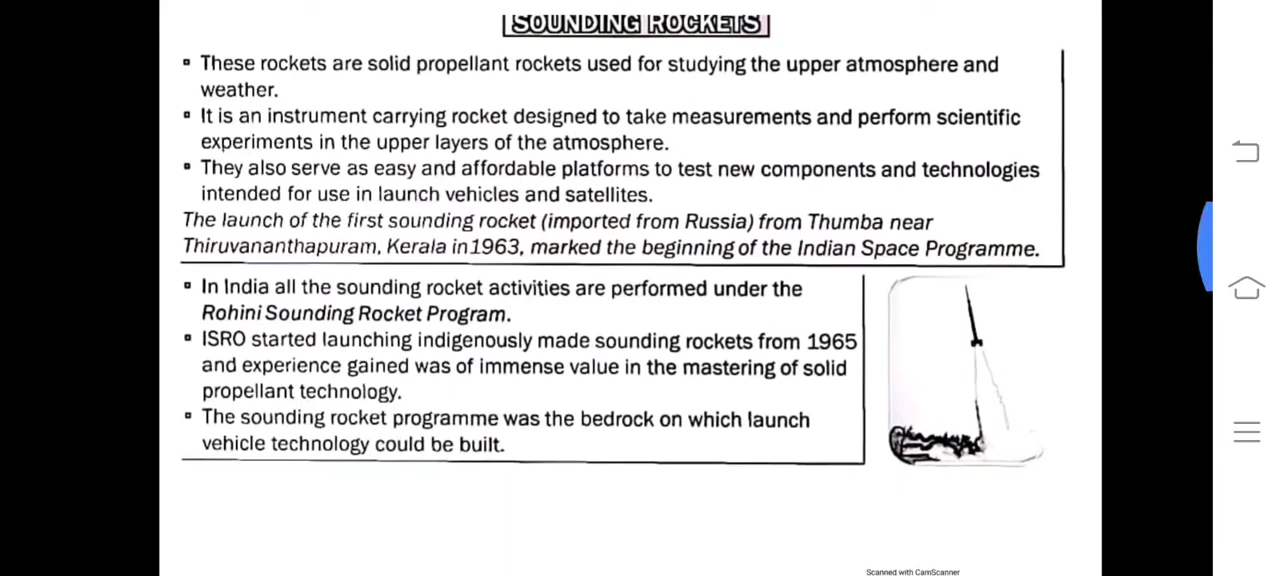 SOUNDING ROCKETS
▫ These rockets are solid propellant rockets used for studying the upper atmosphere and
weather.
▫ It is an instrument carrying rocket designed to take measurements and perform scientific
experiments in the upper layers of the atmosphere.
▫ They also serve as easy and affordable platforms to test new components and technologies
intended for use in launch vehicles and satellites.
The launch of the first sounding rocket (imported from Russia) from Thumba near
Thiruvananthapuram, Kerala in1963, marked the beginning of the Indian Space Programme.
▫ In India all the sounding rocket activities are performed under the
Rohini Sounding Rocket Program.
▫ ISRO started launching indigenously made sounding rockets from 1965
and experience gained was of immense value in the mastering of solid
propellant technology.
▫ The sounding rocket programme was the bedrock on which launch
vehicle technology could be built.
Scanned with CamScanner